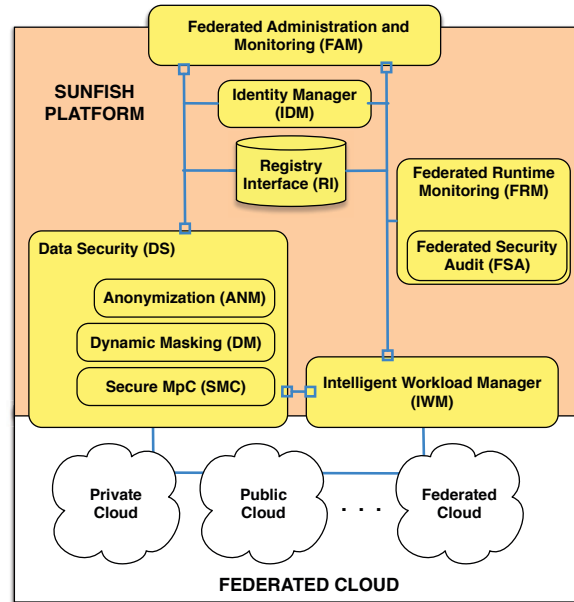 Federated Administration and
Monitoring (FAM)
SUNFISH
PLATFORM
Identity Manager
(IDM)
Registry
Interface (RI)
Federated Runtime
Monitoring (FRM)
Federated Security
Audit (FSA)
Data Security (DS)
Anonymization (ANM)
Dynamic Masking (DM)
Secure MpC (SMC)
Intelligent Workload Manager
(IWM)
Private
Cloud
Public
Cloud
. . .
Federated
Cloud
FEDERATED CLOUD